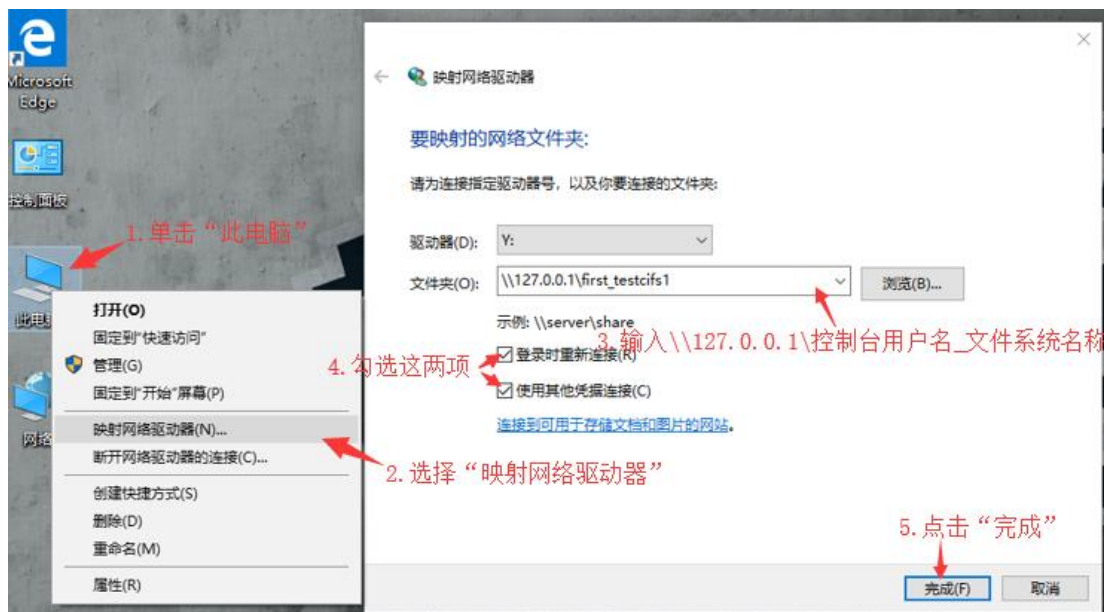 Microsoft
Edge
控制面板
1.单击“此电脑”
此电脑
网络
打开(O)
固定到"快速访问"
管理(G)
固定到"开始"屏幕(P)
映射网络驱动器(N)...
断开网络驱动器的连接(C)...
创建快捷方式(S)
删除(D)
重命名(M)
属性(R)
2.选择“映射网络驱动器”
映射网络驱动器
要映射的网络文件夹:
请为连接指定驱动器号，以及你要连接的文件夹:
驱动器(D): Y:
文件夹(O): \\127.0.0.1\first_testcifs1 浏览(B)...
示例: \\server\share
3.输入\\127.0.0.1\控制台用户名_文件系统名称
登录时重新连接(R)
4.勾选这两项
使用其他凭据连接(C)
连接到可用于存储文档和图片的网站。
5.点击“完成”
完成(F) 取消